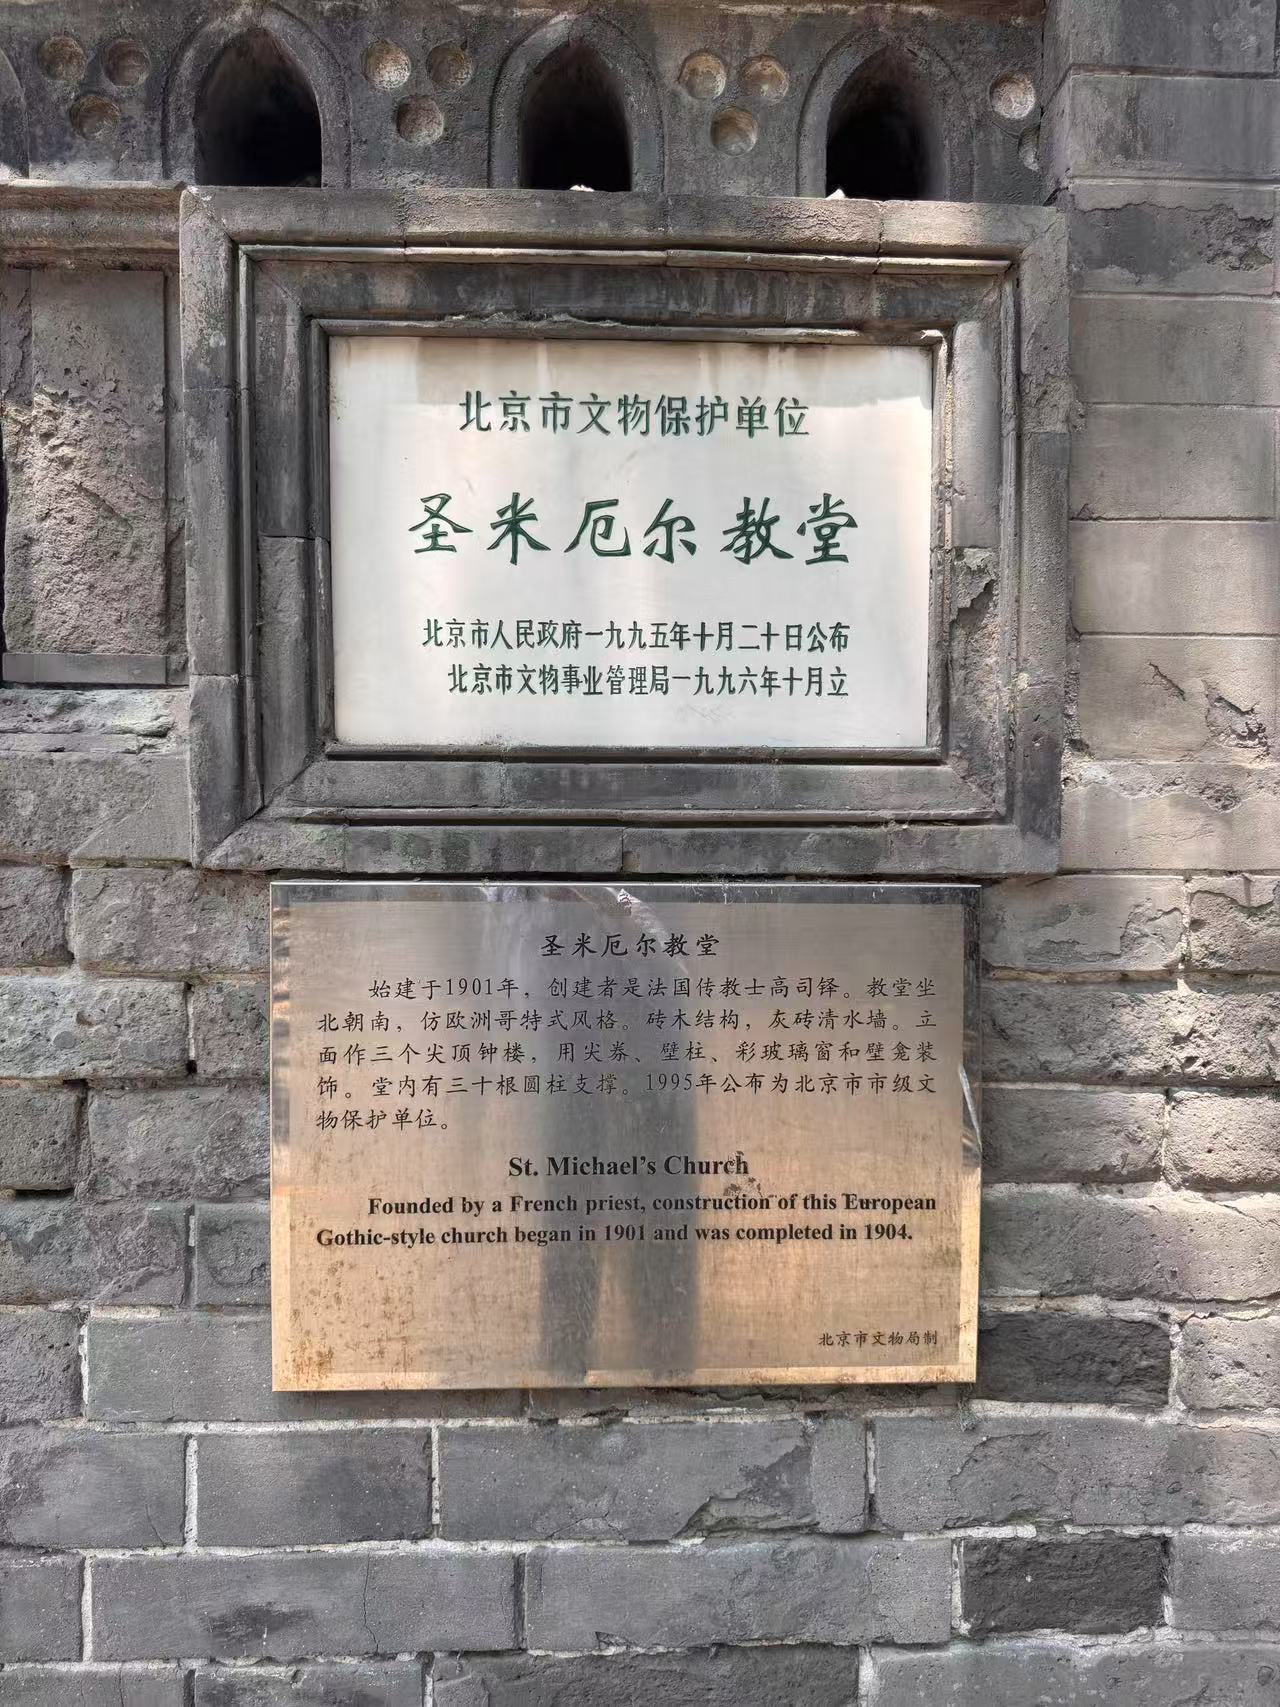 北京市文物保护单位
圣米厄尔教堂
北京市人民政府一九九五年十月二十日公布
北京市文物事业管理局一九九六年十月立
圣米厄尔教堂
始建于1901年，创建者是法国传教士高司铎。教堂坐
北朝南，仿欧洲哥特式风格。砖木结构，灰砖清水墙。立
面作三个尖顶钟楼，用尖券、壁柱、彩玻璃窗和壁龛装
饰。堂内有三十根圆柱支撑。1995年公布为北京市市级文
物保护单位。
St. Michael's Church
Founded by a French priest, construction of this European
Gothic-style church began in 1901 and was completed in 1904.
北京市文物局制